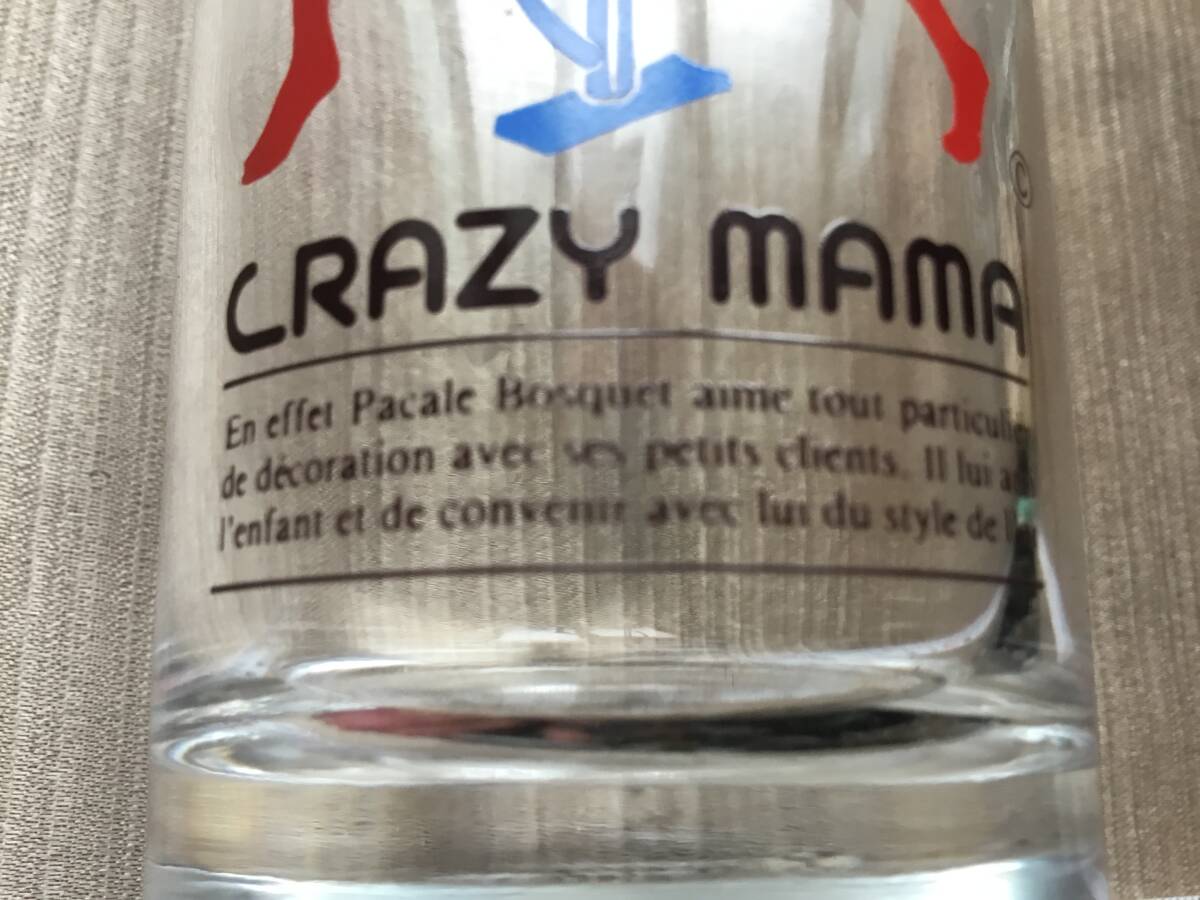 ©
CRAZY MAMA
En effet Pacale Bosquet aime tout
de décoration avec ses petits clients. Il lui
l'enfant et de convenir avec lui du style de